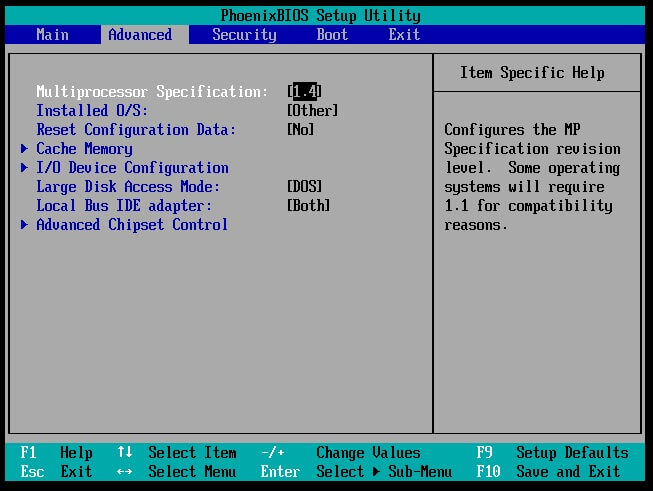 PhoenixBIOS Setup Utility
Main Advanced Security Boot Exit
Multiprocessor Specification: [1.4]
Installed O/S: [Other]
Reset Configuration Data: [No]
Cache Memory
I/O Device Configuration
Large Disk Access Mode: [DOS]
Local Bus IDE adapter: [Both]
Advanced Chipset Control
Item Specific Help
Configures the MP
Specification revision
level. Some operating
systems will require
1.1 for compatibility
reasons.
F1 Help ↑↓ Select Item -/+ Change Values F9 Setup Defaults
Esc Exit ↔ Select Menu Enter Select ▶ Sub-Menu F10 Save and Exit